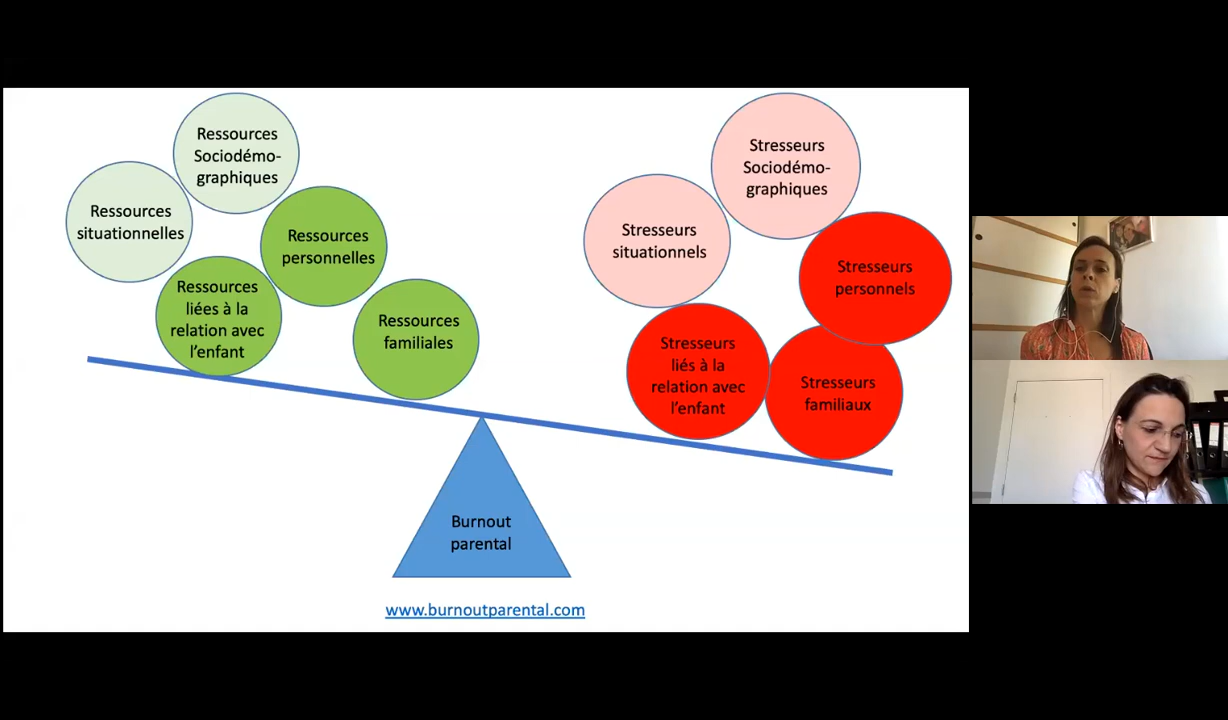 Ressources
Sociodémo-
graphiques
Ressources
situationnelles
Ressources
personnelles
Ressources
liées à la
relation avec
l'enfant
Ressources
familiales
Stresseurs
Sociodémo-
graphiques
Stresseurs
situationnels
Stresseurs
personnels
Stresseurs
liés à la
relation avec
l'enfant
Stresseurs
familiaux
Burnout
parental
www.burnoutparental.com